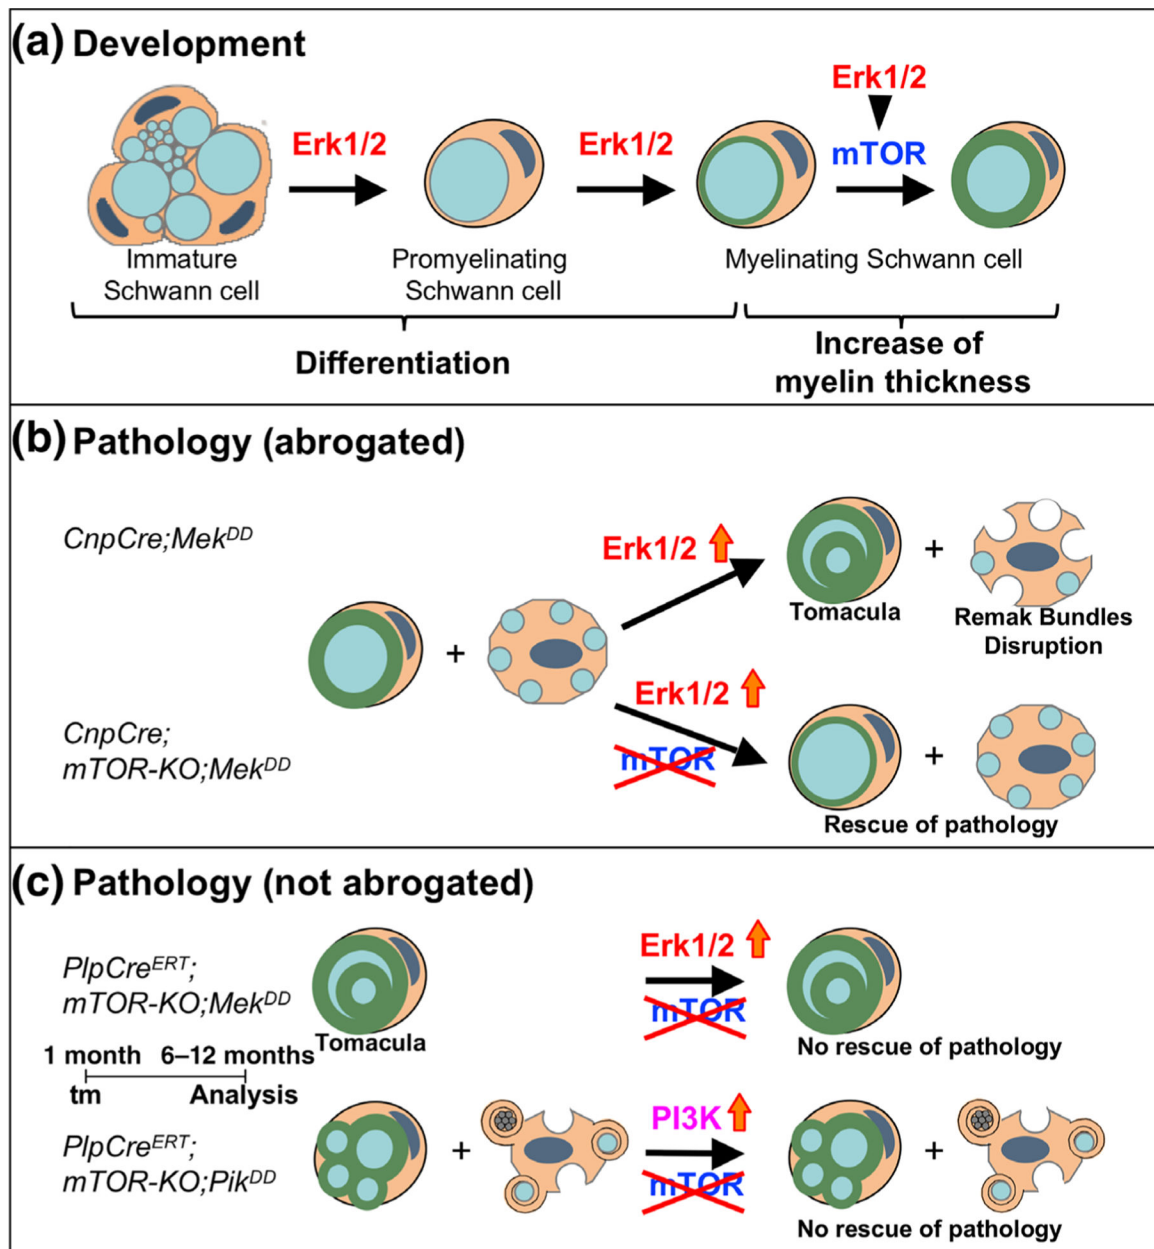 (a) Development
Erk1/2
Erk1/2
Erk1/2
mTOR
Immature
Schwann cell
Promyelinating
Schwann cell
Myelinating Schwann cell
Differentiation
Increase of
myelin thickness
(b) Pathology (abrogated)
CnpCre;Mek^DD
Erk1/2
Tomacula
+
Remak Bundles
Disruption
+
CnpCre;
mTOR-KO;Mek^DD
Erk1/2
mTOR
+
Rescue of pathology
(c) Pathology (not abrogated)
PlpCre^ERT;
mTOR-KO;Mek^DD
Tomacula
Erk1/2
mTOR
No rescue of pathology
1 month 6–12 months
tm Analysis
PlpCre^ERT;
mTOR-KO;Pik^DD
+
PI3K
mTOR
+
No rescue of pathology